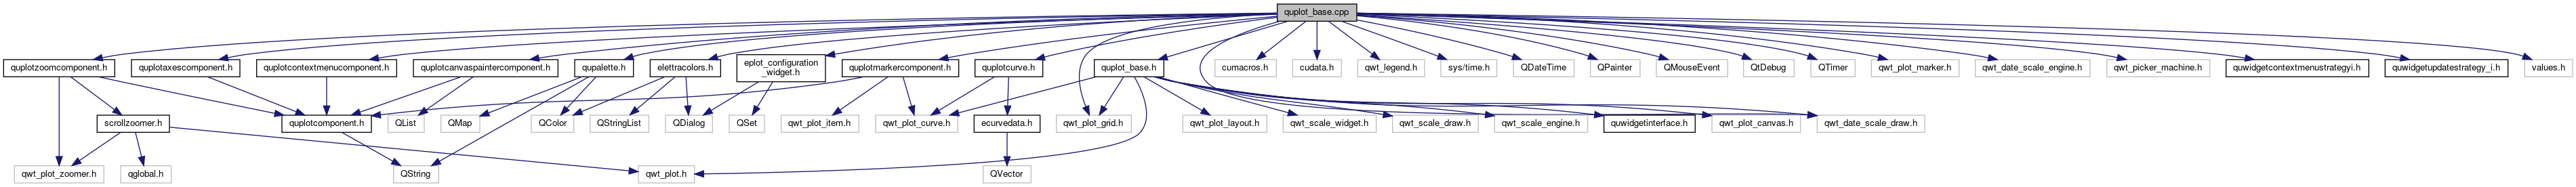 quplot_base.cpp
quplotzoomcomponent.h
quplotaxescomponent.h
quplotcontextmenucomponent.h
quplotcanvaspaintercomponent.h
qupalette.h
elettracolors.h
eplot_configuration
_widget.h
quplotmarkercomponent.h
quplotcurve.h
quplot_base.h
cumacros.h
cudata.h
qwt_legend.h
sys/time.h
QDateTime
QPainter
QMouseEvent
QtDebug
QTimer
qwt_plot_marker.h
qwt_date_scale_engine.h
qwt_picker_machine.h
quwidgetcontextmenustrategyi.h
quwidgetupdatestrategy_i.h
values.h
scrollzoomer.h
quplotcomponent.h
QList
QMap
QColor
QStringList
QDialog
QSet
qwt_plot_item.h
qwt_plot_curve.h
ecurvedata.h
qwt_plot_grid.h
qwt_plot_layout.h
qwt_scale_widget.h
qwt_scale_draw.h
qwt_scale_engine.h
quwidgetinterface.h
qwt_plot_canvas.h
qwt_date_scale_draw.h
qwt_plot_zoomer.h
qglobal.h
QString
qwt_plot.h
QVector